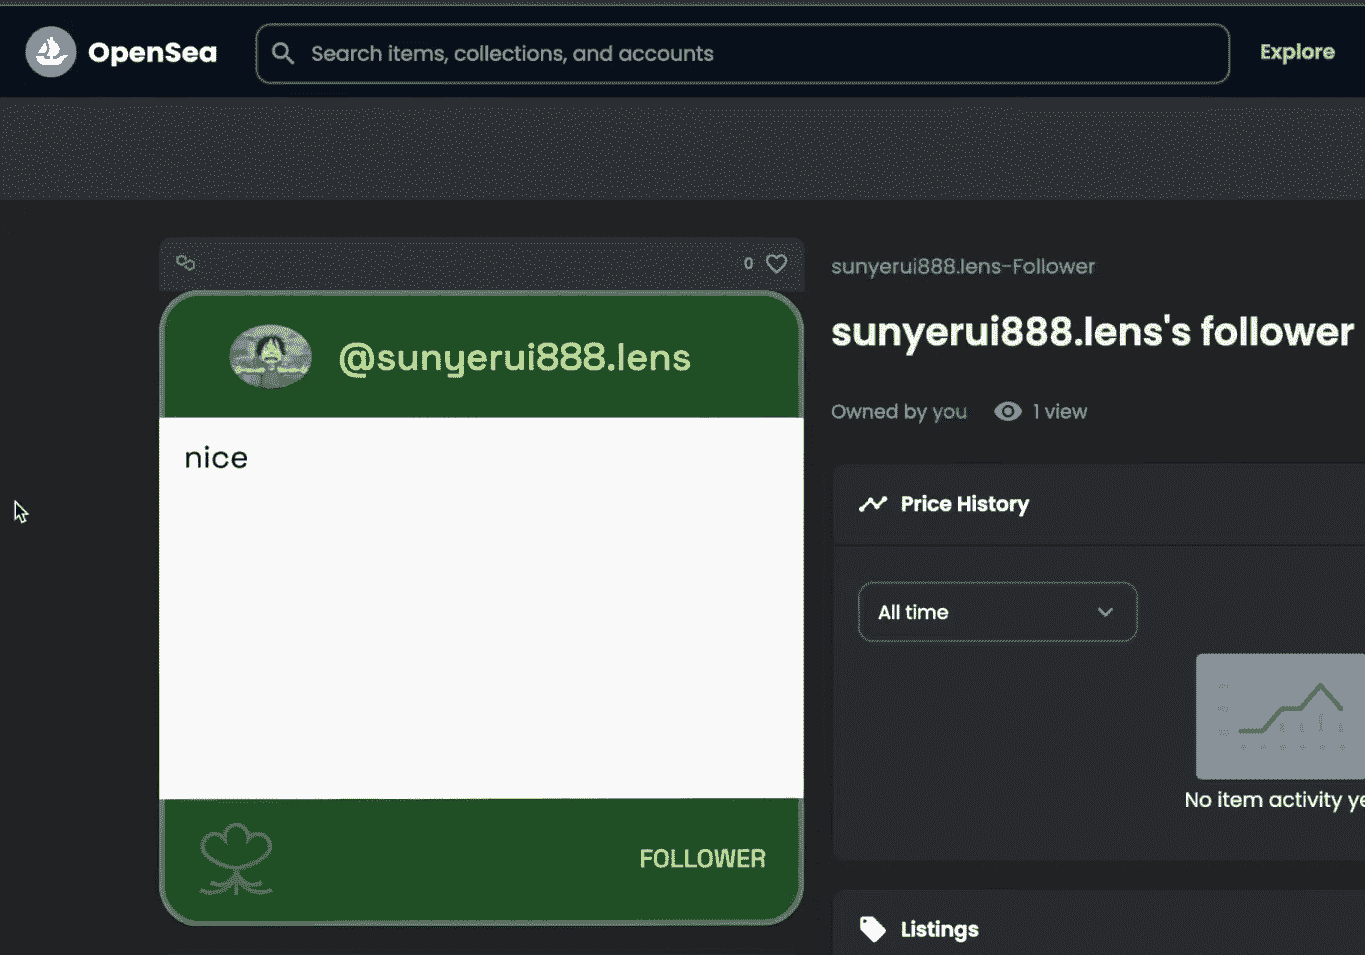 OpenSea
Search items, collections, and accounts
Explore
0
sunyerui888.lens-Follower
@sunyerui888.lens
sunyerui888.lens's follower
Owned by you
1 view
nice
Price History
All time
No item activity
FOLLOWER
Listings